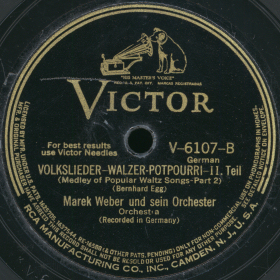 "HIS MASTER'S VOICE"
VICTOR
For best results
use Victor Needles
V-6107-B
German
VOLKSLIEDER-WALZER-POTPOURRI-II. Teil
(Medley of Popular Waltz Songs-Part 2)
(Bernhard Egg)
Marek Weber und sein Orchester
Orchest a
(Recorded in Germany)
RCA MANUFACTURING CO., INC., CAMDEN, N. J., U. S. A.